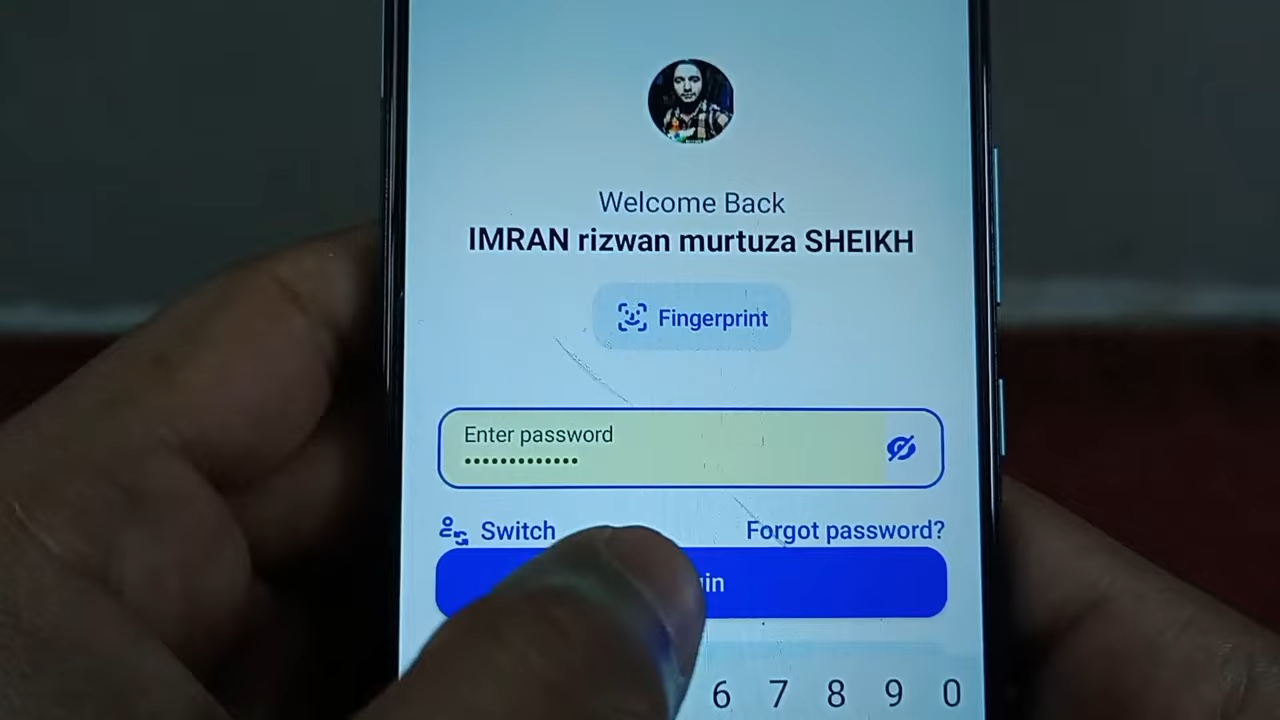 Welcome Back
IMRAN rizwan murtuza SHEIKH
Fingerprint
Enter password
Switch
Forgot password?
6 7 8 9 0